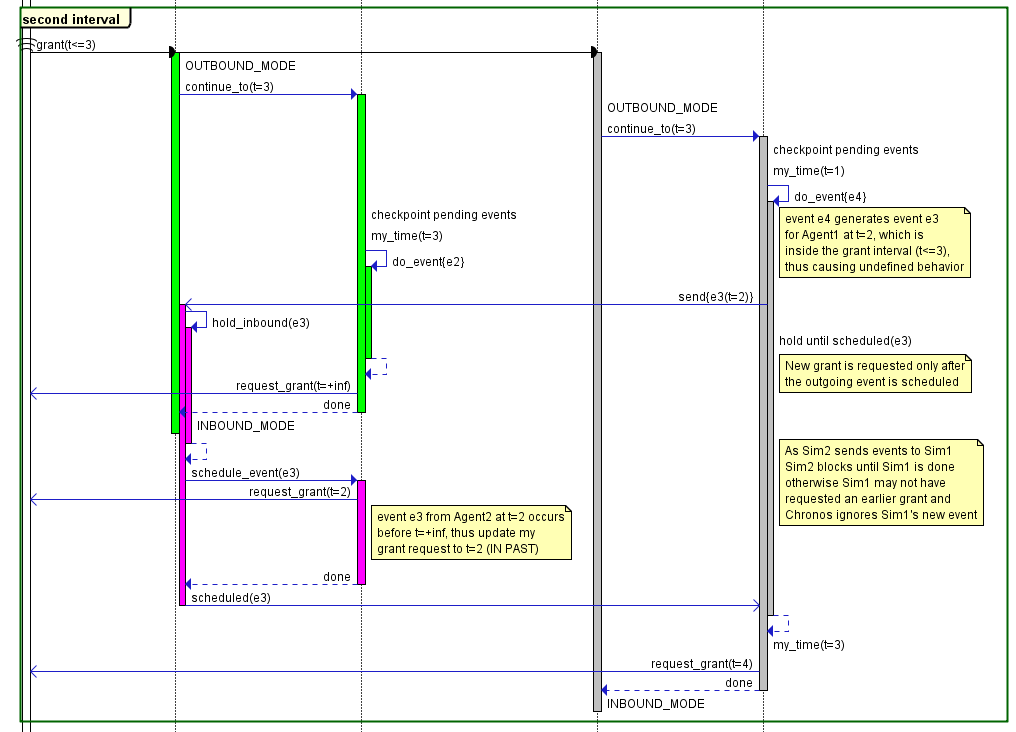 second interval
grant(t<=3)
OUTBOUND_MODE
continue_to(t=3)
OUTBOUND_MODE
continue_to(t=3)
checkpoint pending events
my_time(t=1)
do_event{e4}
event e4 generates event e3
for Agent1 at t=2, which is
inside the grant interval (t<=3),
thus causing undefined behavior
checkpoint pending events
my_time(t=3)
do_event{e2}
send{e3(t=2)}
hold_inbound(e3)
hold until scheduled(e3)
New grant is requested only after
the outgoing event is scheduled
request_grant(t=+inf)
done
INBOUND_MODE
As Sim2 sends events to Sim1
Sim2 blocks until Sim1 is done
otherwise Sim1 may not have
requested an earlier grant and
Chronos ignores Sim1's new event
schedule_event(e3)
request_grant(t=2)
event e3 from Agent2 at t=2 occurs
before t=+inf, thus update my
grant request to t=2 (IN PAST)
done
scheduled(e3)
my_time(t=3)
request_grant(t=4)
done
INBOUND_MODE